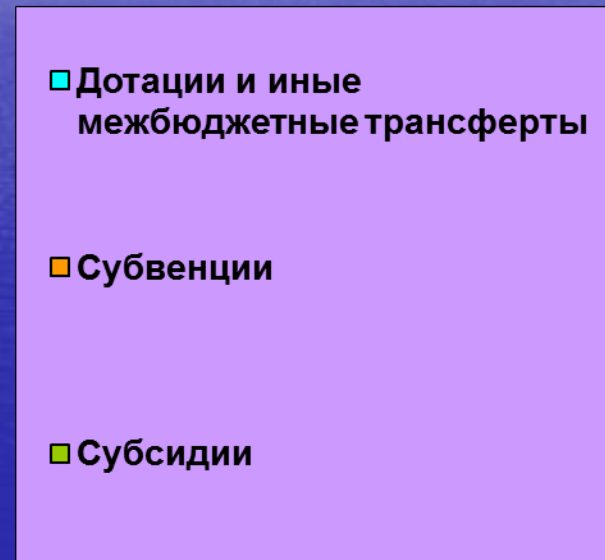 Дотации и иные
межбюджетные трансферты
Субвенции
Субсидии